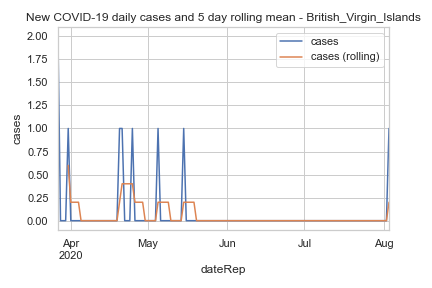 New COVID-19 daily cases and 5 day rolling mean - British_Virgin_Islands
cases
cases (rolling)
2.00
1.75
1.50
1.25
1.00
0.75
0.50
0.25
0.00
cases
Apr
2020
May
Jun
Jul
Aug
dateRep